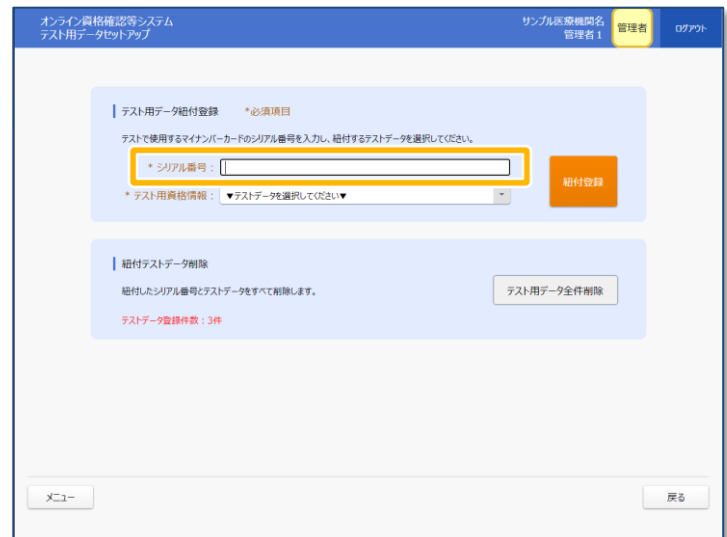 オンライン資格確認等システム
テスト用データセットアップ
サンプル医療機関名
管理者1
管理者
ログアウト
テスト用データ紐付登録 *必須項目
テストで使用するマイナンバーカードのシリアル番号を入力し、紐付するテストデータを選択してください。
* シリアル番号：
* テスト用資格情報： ▼テストデータを選択してください▼
紐付登録
紐付テストデータ削除
紐付したシリアル番号とテストデータをすべて削除します。
テスト用データ全件削除
テストデータ登録件数：3件
メニュー
戻る